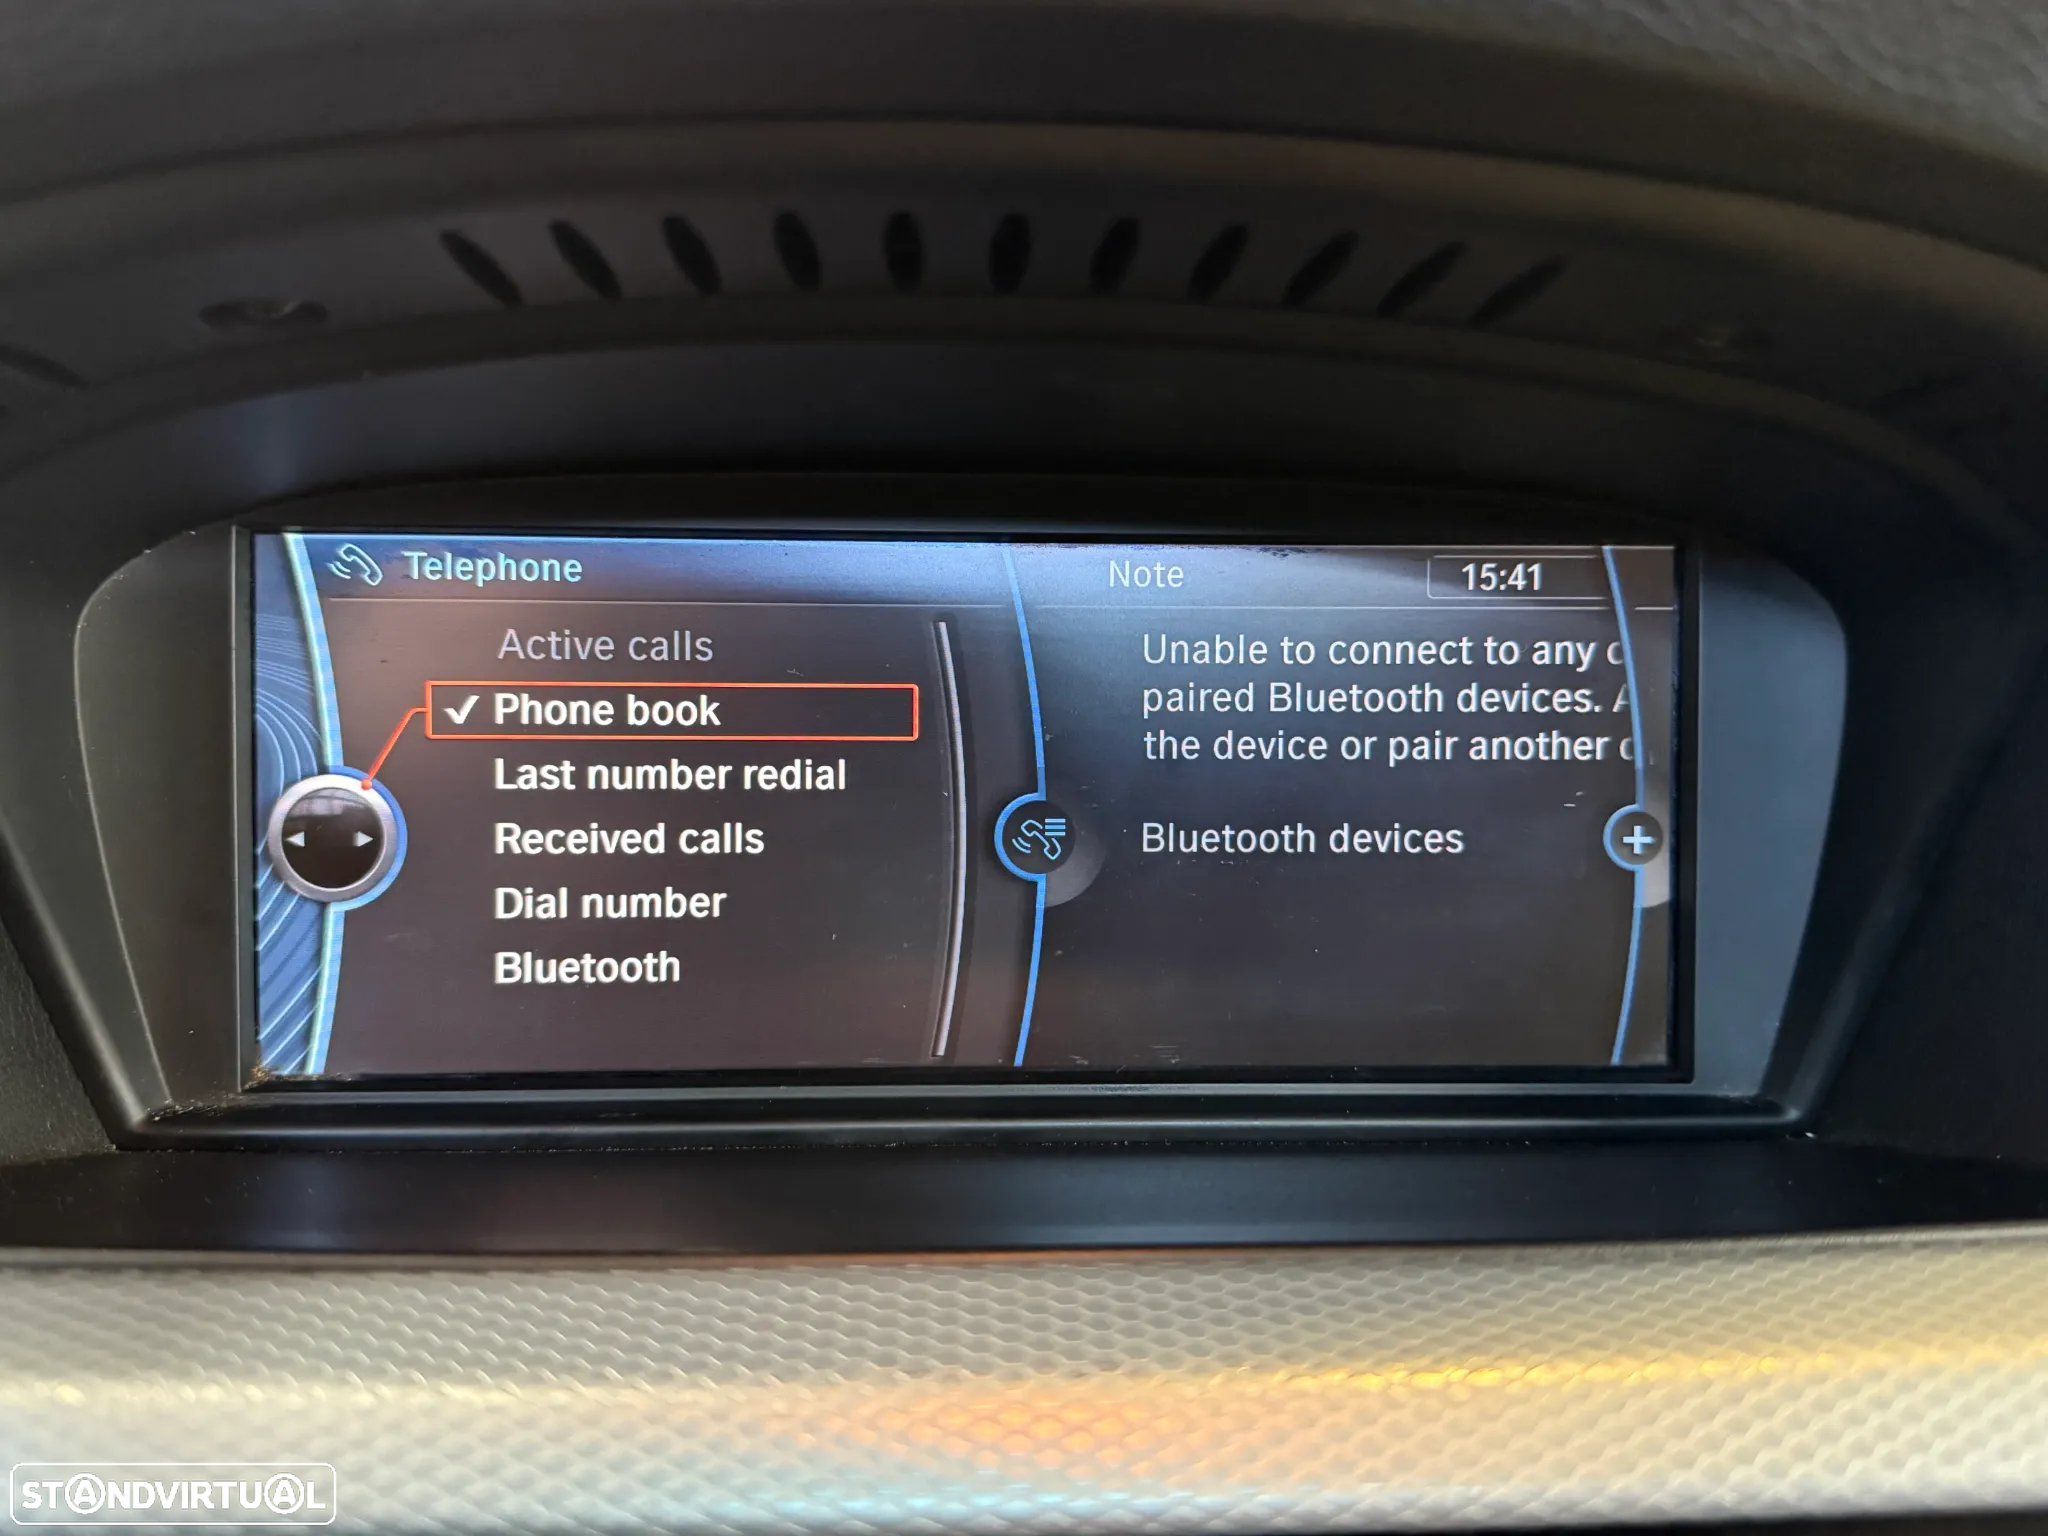 Telephone
Note
15:41
Active calls
Phone book
Last number redial
Received calls
Dial number
Bluetooth
Unable to connect to any
paired Bluetooth devices.
the device or pair another
Bluetooth devices
STANDVIRTUAL